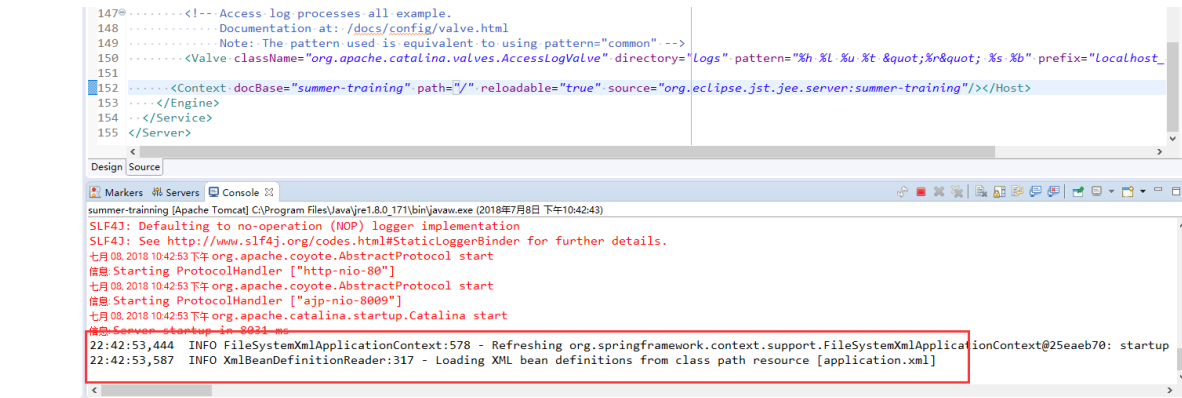 147 <!-- Access log processes all example.
148 Documentation at: /docs/config/valve.html
149 Note: The pattern used is equivalent to using pattern="common" -->
150 <Valve className="org.apache.catalina.valves.AccessLogValve" directory="logs" pattern="%h %l %u %t &quot;%r&quot; %s %b" prefix="localhost_
151
152 <Context docBase="summer-training" path="/" reloadable="true" source="org.eclipse.jst.jee.server:summer-training"/></Host>
153 </Engine>
154 </Service>
155 </Server>
Design Source
Markers Servers Console
summer-trainning [Apache Tomcat] C:\Program Files\Java\jre1.8.0_171\bin\javaw.exe (2018年7月8日 下午10:42:43)
SLF4J: Defaulting to no-operation (NOP) logger implementation
SLF4J: See http://www.slf4j.org/codes.html#StaticLoggerBinder for further details.
七月 08, 2018 10:42:53 下午 org.apache.coyote.AbstractProtocol start
信息: Starting ProtocolHandler ["http-nio-80"]
七月 08, 2018 10:42:53 下午 org.apache.coyote.AbstractProtocol start
信息: Starting ProtocolHandler ["ajp-nio-8009"]
七月 08, 2018 10:42:53 下午 org.apache.catalina.startup.Catalina start
信息: Server startup in 8031 ms
22:42:53,444 INFO FileSystemXmlApplicationContext:578 - Refreshing org.springframework.context.support.FileSystemXmlApplicationContext@25eaeb70: startup
22:42:53,587 INFO XmlBeanDefinitionReader:317 - Loading XML bean definitions from class path resource [application.xml]